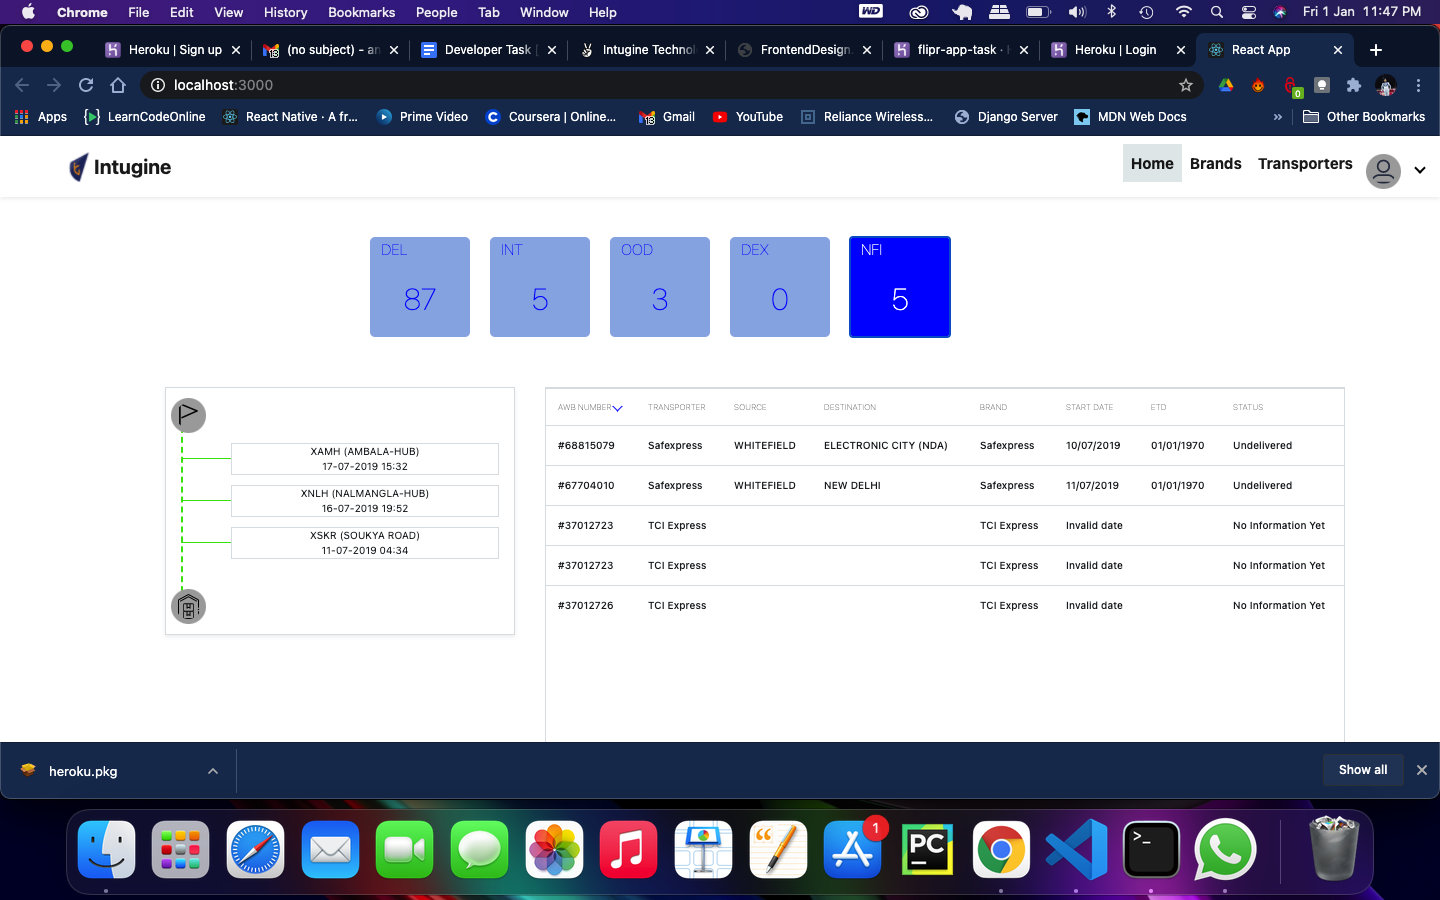 Chrome File Edit View History Bookmarks People Tab Window Help WD Fri 1 Jan 11:47 PM
Heroku | Sign up (no subject) - an Developer Task [ Intugine Technol FrontendDesign. flipr-app-task · H Heroku | Login React App
localhost:3000 0
Apps LearnCodeOnline React Native · A fr... Prime Video Coursera | Online... Gmail YouTube Reliance Wireless... Django Server MDN Web Docs » Other Bookmarks
Intugine Home Brands Transporters
DEL INT OOD DEX NFI
87 5 3 0 5
AWB NUMBER TRANSPORTER SOURCE DESTINATION BRAND START DATE ETD STATUS
XAMH (AMBALA-HUB)
17-07-2019 15:32
XNLH (NALMANGLA-HUB)
16-07-2019 19:52
XSKR (SOUKYA ROAD)
11-07-2019 04:34
#68815079 Safexpress WHITEFIELD ELECTRONIC CITY (NDA) Safexpress 10/07/2019 01/01/1970 Undelivered
#67704010 Safexpress WHITEFIELD NEW DELHI Safexpress 11/07/2019 01/01/1970 Undelivered
#37012723 TCI Express TCI Express Invalid date No Information Yet
#37012723 TCI Express TCI Express Invalid date No Information Yet
#37012726 TCI Express TCI Express Invalid date No Information Yet
heroku.pkg Show all
1
PC
>_